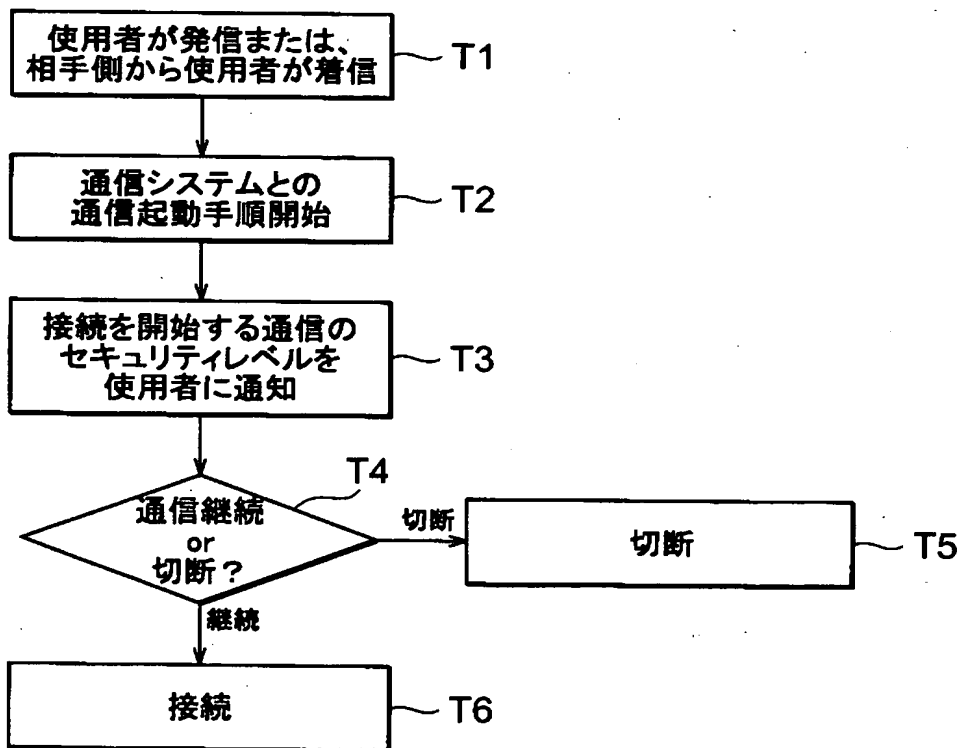 使用者が発信または、
相手側から使用者が着信
T1
通信システムとの
通信起動手順開始
T2
接続を開始する通信の
セキュリティレベルを
使用者に通知
T3
T4
通信継続
or
切断?
切断
切断
T5
継続
接続
T6